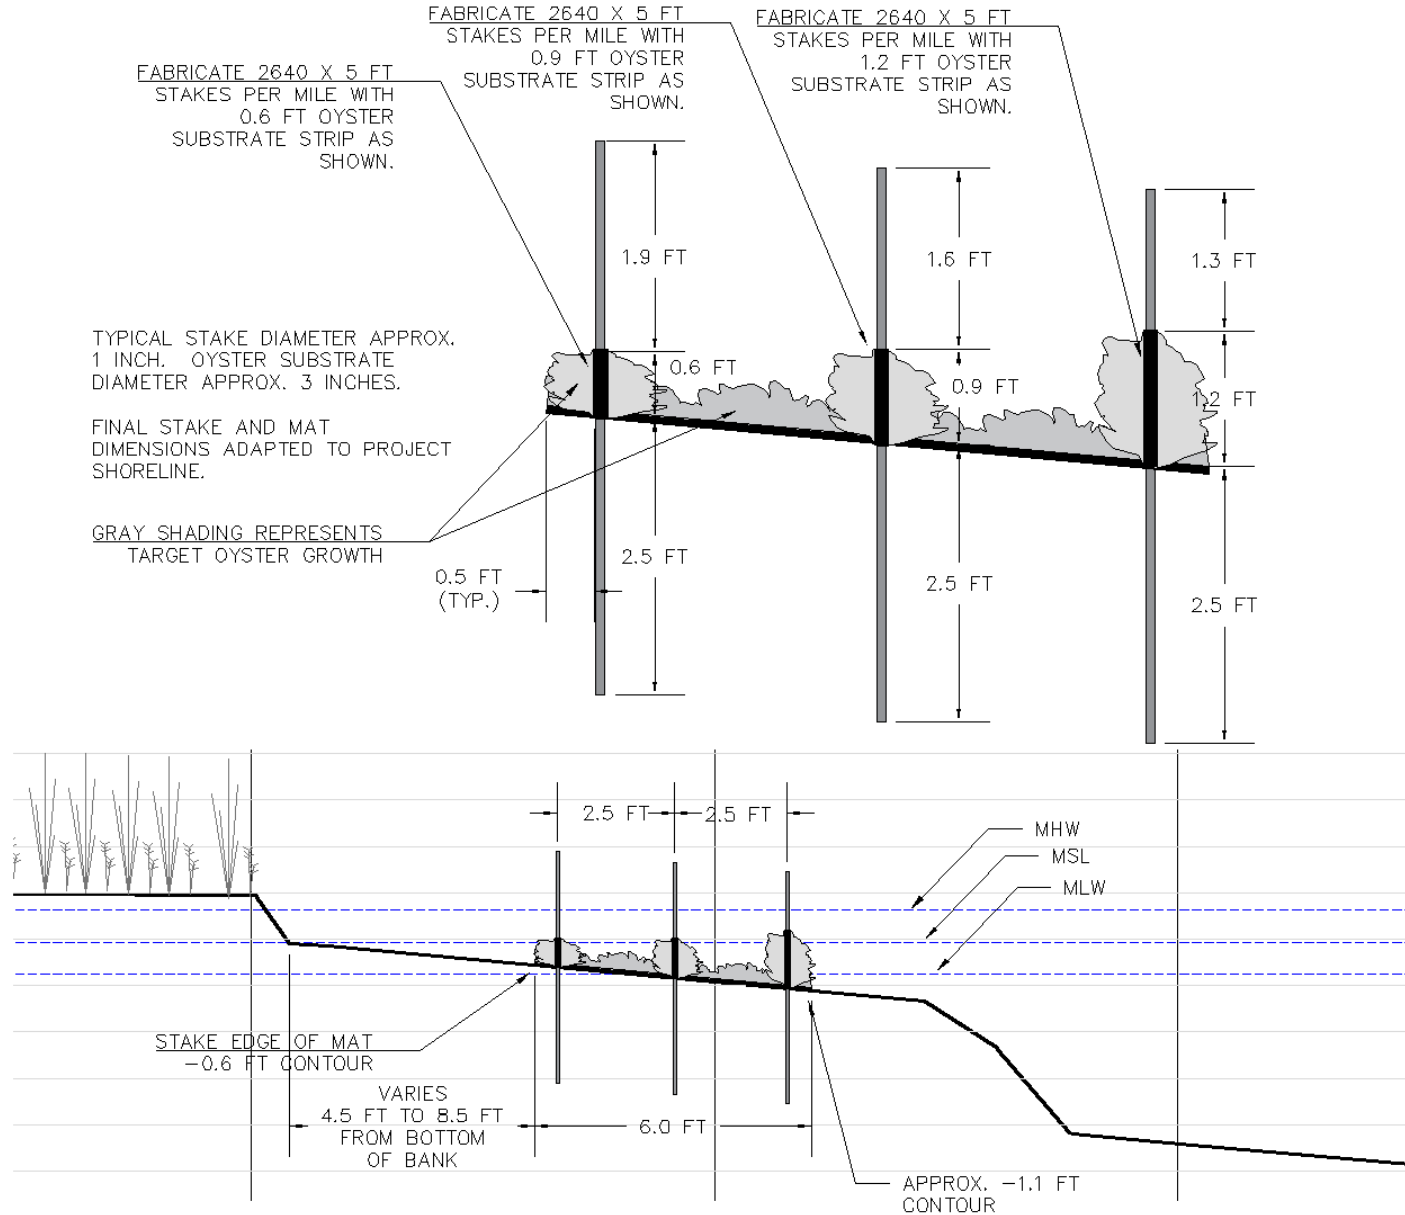 FABRICATE 2640 X 5 FT
STAKES PER MILE WITH
0.6 FT OYSTER
SUBSTRATE STRIP AS
SHOWN.
FABRICATE 2640 X 5 FT
STAKES PER MILE WITH
0.9 FT OYSTER
SUBSTRATE STRIP AS
SHOWN.
FABRICATE 2640 X 5 FT
STAKES PER MILE WITH
1.2 FT OYSTER
SUBSTRATE STRIP AS
SHOWN.
1.9 FT
1.6 FT
1.3 FT
TYPICAL STAKE DIAMETER APPROX.
1 INCH. OYSTER SUBSTRATE
DIAMETER APPROX. 3 INCHES.
0.6 FT
0.9 FT
1.2 FT
FINAL STAKE AND MAT
DIMENSIONS ADAPTED TO PROJECT
SHORELINE.
GRAY SHADING REPRESENTS
TARGET OYSTER GROWTH
2.5 FT
2.5 FT
2.5 FT
0.5 FT
(TYP.)
2.5 FT
2.5 FT
MHW
MSL
MLW
STAKE EDGE OF MAT
-0.6 FT CONTOUR
VARIES
4.5 FT TO 8.5 FT
FROM BOTTOM
OF BANK
6.0 FT
APPROX. -1.1 FT
CONTOUR